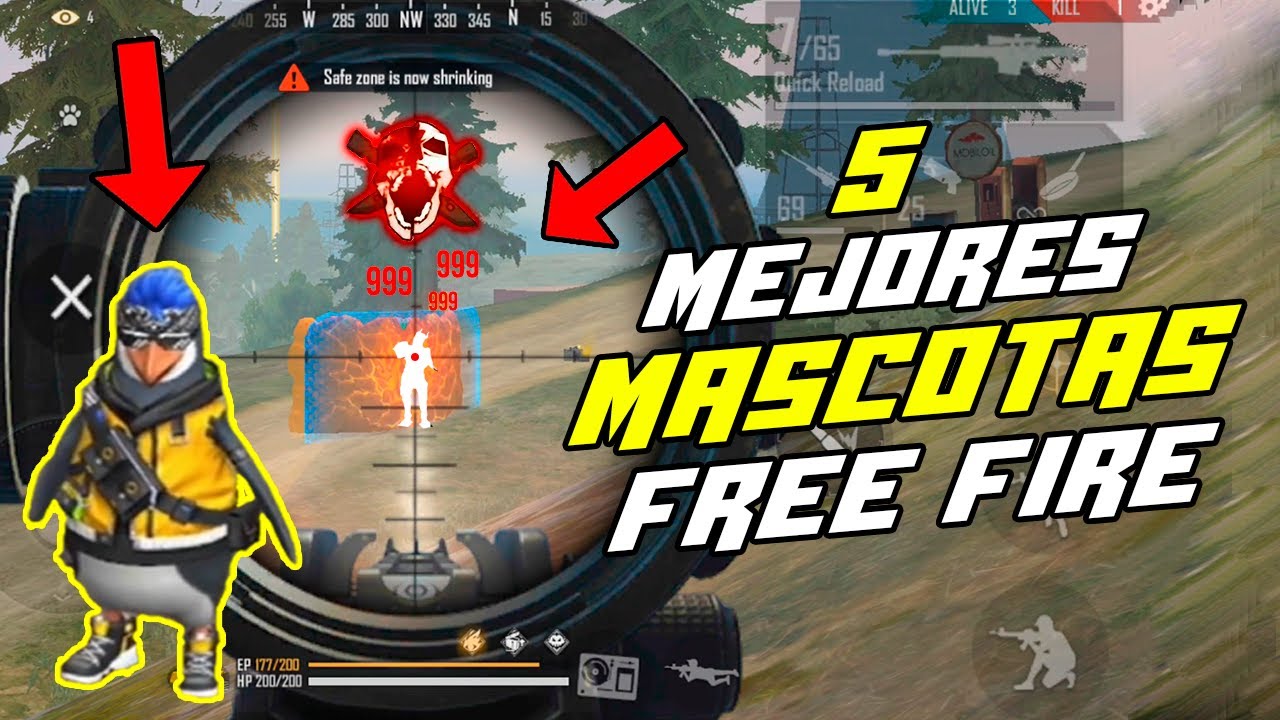 4
240 255 W 285 300 NW 330 345 N 15 30
ALIVE 3 KILL 1
7/65
Quick Reload
Safe zone is now shrinking
MOBILOIL
69
25
999 999
999
5
MEJORES
MASCOTAS
FREE FIRE
EP 177/200
HP 200/200